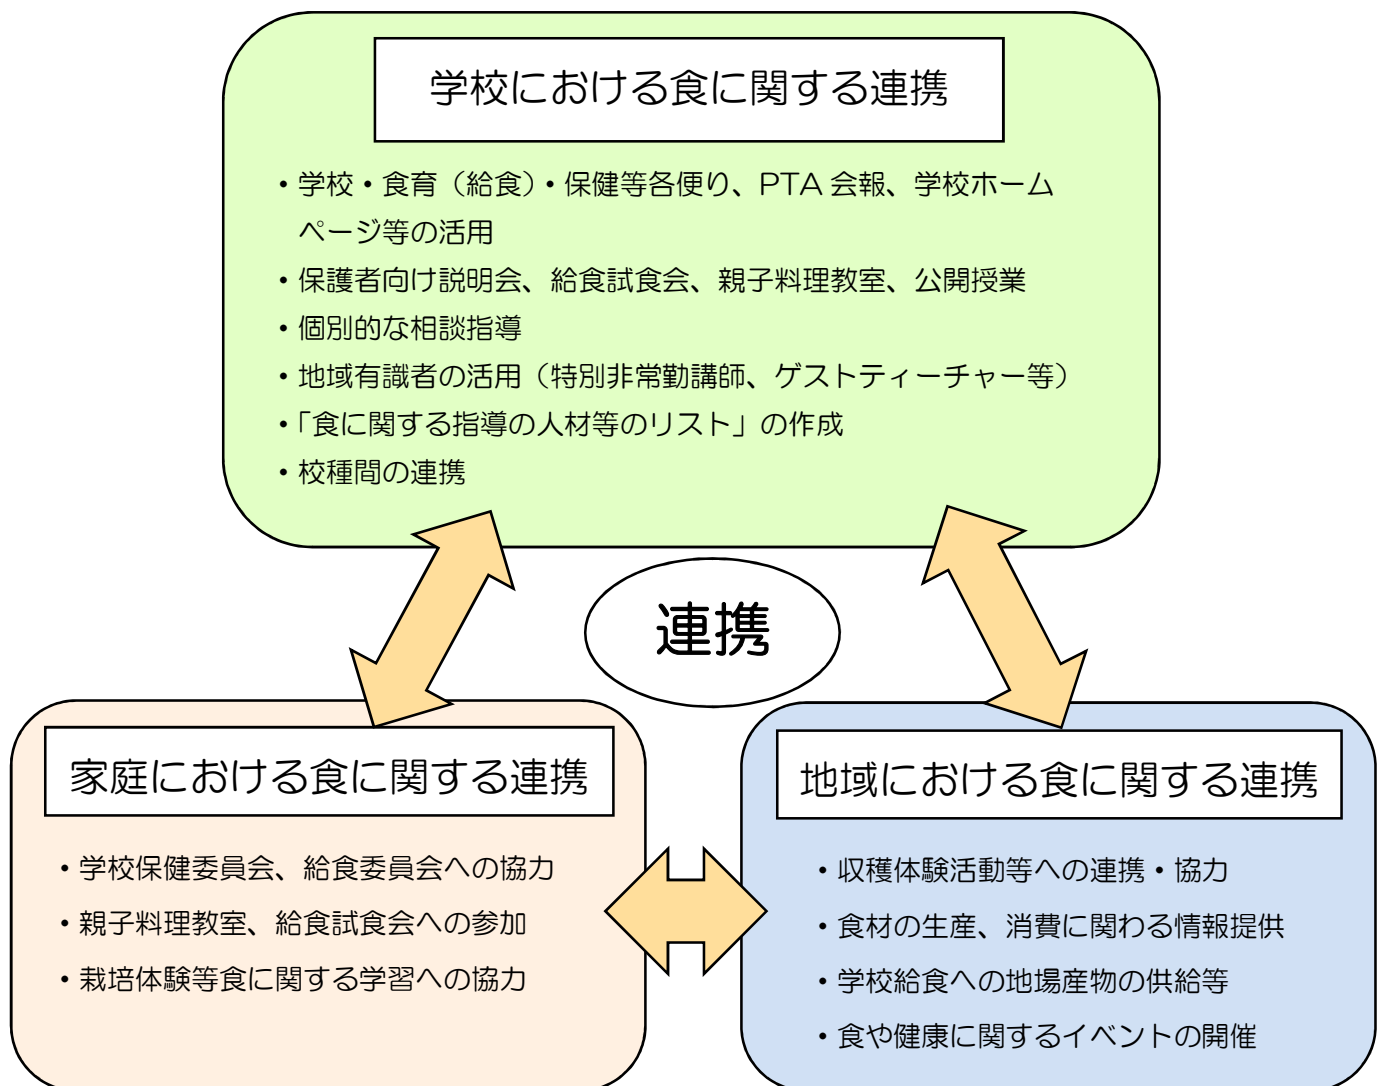 学校における食に関する連携
・学校・食育（給食）・保健等各便り、PTA 会報、学校ホーム
ページ等の活用
・保護者向け説明会、給食試食会、親子料理教室、公開授業
・個別的な相談指導
・地域有識者の活用（特別非常勤講師、ゲストティーチャー等）
・「食に関する指導の人材等のリスト」の作成
・校種間の連携
連携
家庭における食に関する連携
・学校保健委員会、給食委員会への協力
・親子料理教室、給食試食会への参加
・栽培体験等食に関する学習への協力
地域における食に関する連携
・収穫体験活動等への連携・協力
・食材の生産、消費に関わる情報提供
・学校給食への地場産物の供給等
・食や健康に関するイベントの開催